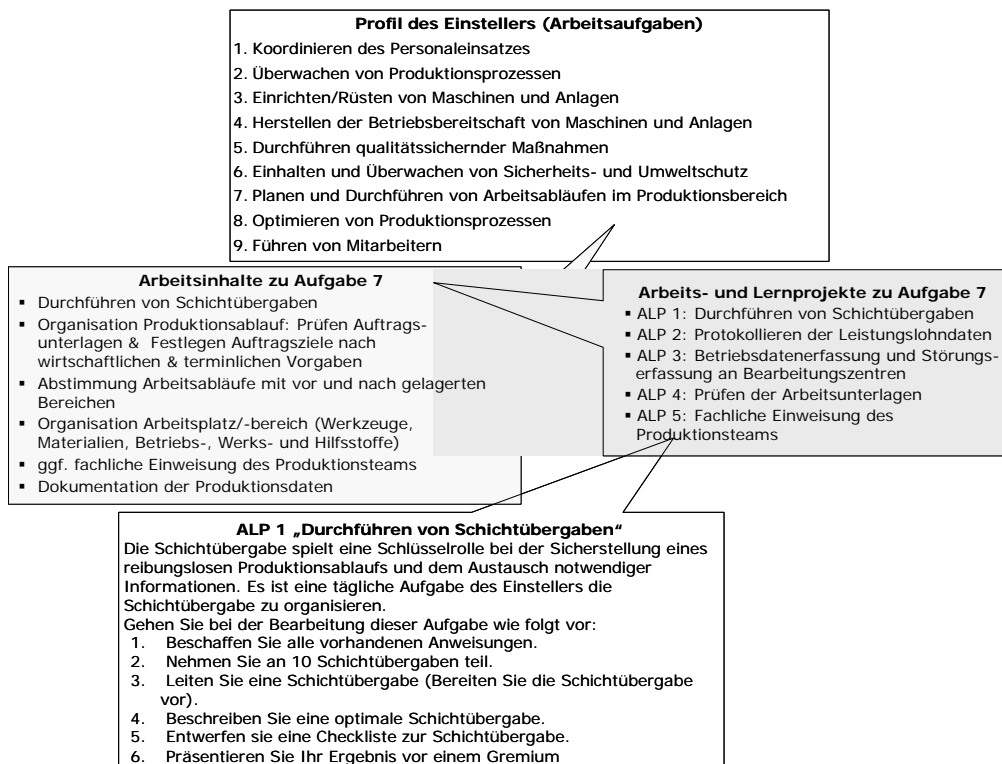 Profil des Einstellers (Arbeitsaufgaben)
1. Koordinieren des Personaleinsatzes
2. Überwachen von Produktionsprozessen
3. Einrichten/Rüsten von Maschinen und Anlagen
4. Herstellen der Betriebsbereitschaft von Maschinen und Anlagen
5. Durchführen qualitätssichernder Maßnahmen
6. Einhalten und Überwachen von Sicherheits- und Umweltschutz
7. Planen und Durchführen von Arbeitsabläufen im Produktionsbereich
8. Optimieren von Produktionsprozessen
9. Führen von Mitarbeitern
Arbeitsinhalte zu Aufgabe 7
▪ Durchführen von Schichtübergaben
▪ Organisation Produktionsablauf: Prüfen Auftrags-
unterlagen & Festlegen Auftragsziele nach
wirtschaftlichen & terminlichen Vorgaben
▪ Abstimmung Arbeitsabläufe mit vor und nach gelagerten
Bereichen
▪ Organisation Arbeitsplatz/-bereich (Werkzeuge,
Materialien, Betriebs-, Werks- und Hilfsstoffe)
▪ ggf. fachliche Einweisung des Produktionsteams
▪ Dokumentation der Produktionsdaten
Arbeits- und Lernprojekte zu Aufgabe 7
▪ ALP 1: Durchführen von Schichtübergaben
▪ ALP 2: Protokollieren der Leistungslohndaten
▪ ALP 3: Betriebsdatenerfassung und Störungs-
erfassung an Bearbeitungszentren
▪ ALP 4: Prüfen der Arbeitsunterlagen
▪ ALP 5: Fachliche Einweisung des
Produktionsteams
ALP 1 „Durchführen von Schichtübergaben“
Die Schichtübergabe spielt eine Schlüsselrolle bei der Sicherstellung eines
reibungslosen Produktionsablaufs und dem Austausch notwendiger
Informationen. Es ist eine tägliche Aufgabe des Einstellers die
Schichtübergabe zu organisieren.
Gehen Sie bei der Bearbeitung dieser Aufgabe wie folgt vor:
1. Beschaffen Sie alle vorhandenen Anweisungen.
2. Nehmen Sie an 10 Schichtübergaben teil.
3. Leiten Sie eine Schichtübergabe (Bereiten Sie die Schichtübergabe
vor).
4. Beschreiben Sie eine optimale Schichtübergabe.
5. Entwerfen sie eine Checkliste zur Schichtübergabe.
6. Präsentieren Sie Ihr Ergebnis vor einem Gremium